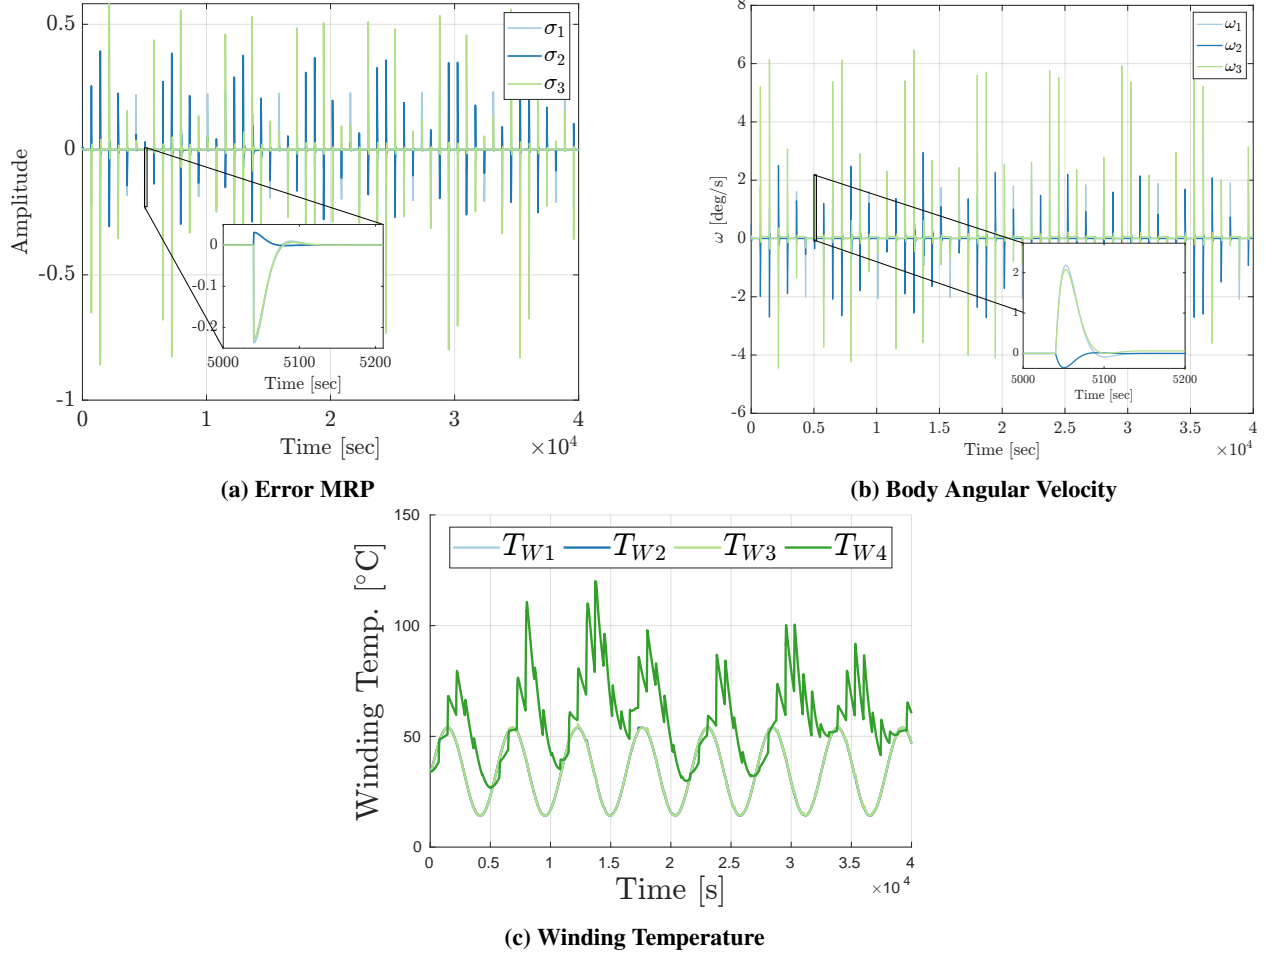 0.5
0
-0.5
-1
Amplitude
σ1
σ2
σ3
0
-0.1
-0.2
5000
5100
5200
Time [sec]
0
1
2
3
4
Time [sec]
×10^4
(a) Error MRP
8
6
4
2
0
-2
-4
-6
ω [deg/s]
ω1
ω2
ω3
2
1
0
5000
5100
5200
Time [sec]
0
0.5
1
1.5
2
2.5
3
3.5
4
Time [sec]
×10^4
(b) Body Angular Velocity
150
100
50
0
Winding Temp. [°C]
T_W1
T_W2
T_W3
T_W4
0
0.5
1
1.5
2
2.5
3
3.5
4
Time [s]
×10^4
(c) Winding Temperature